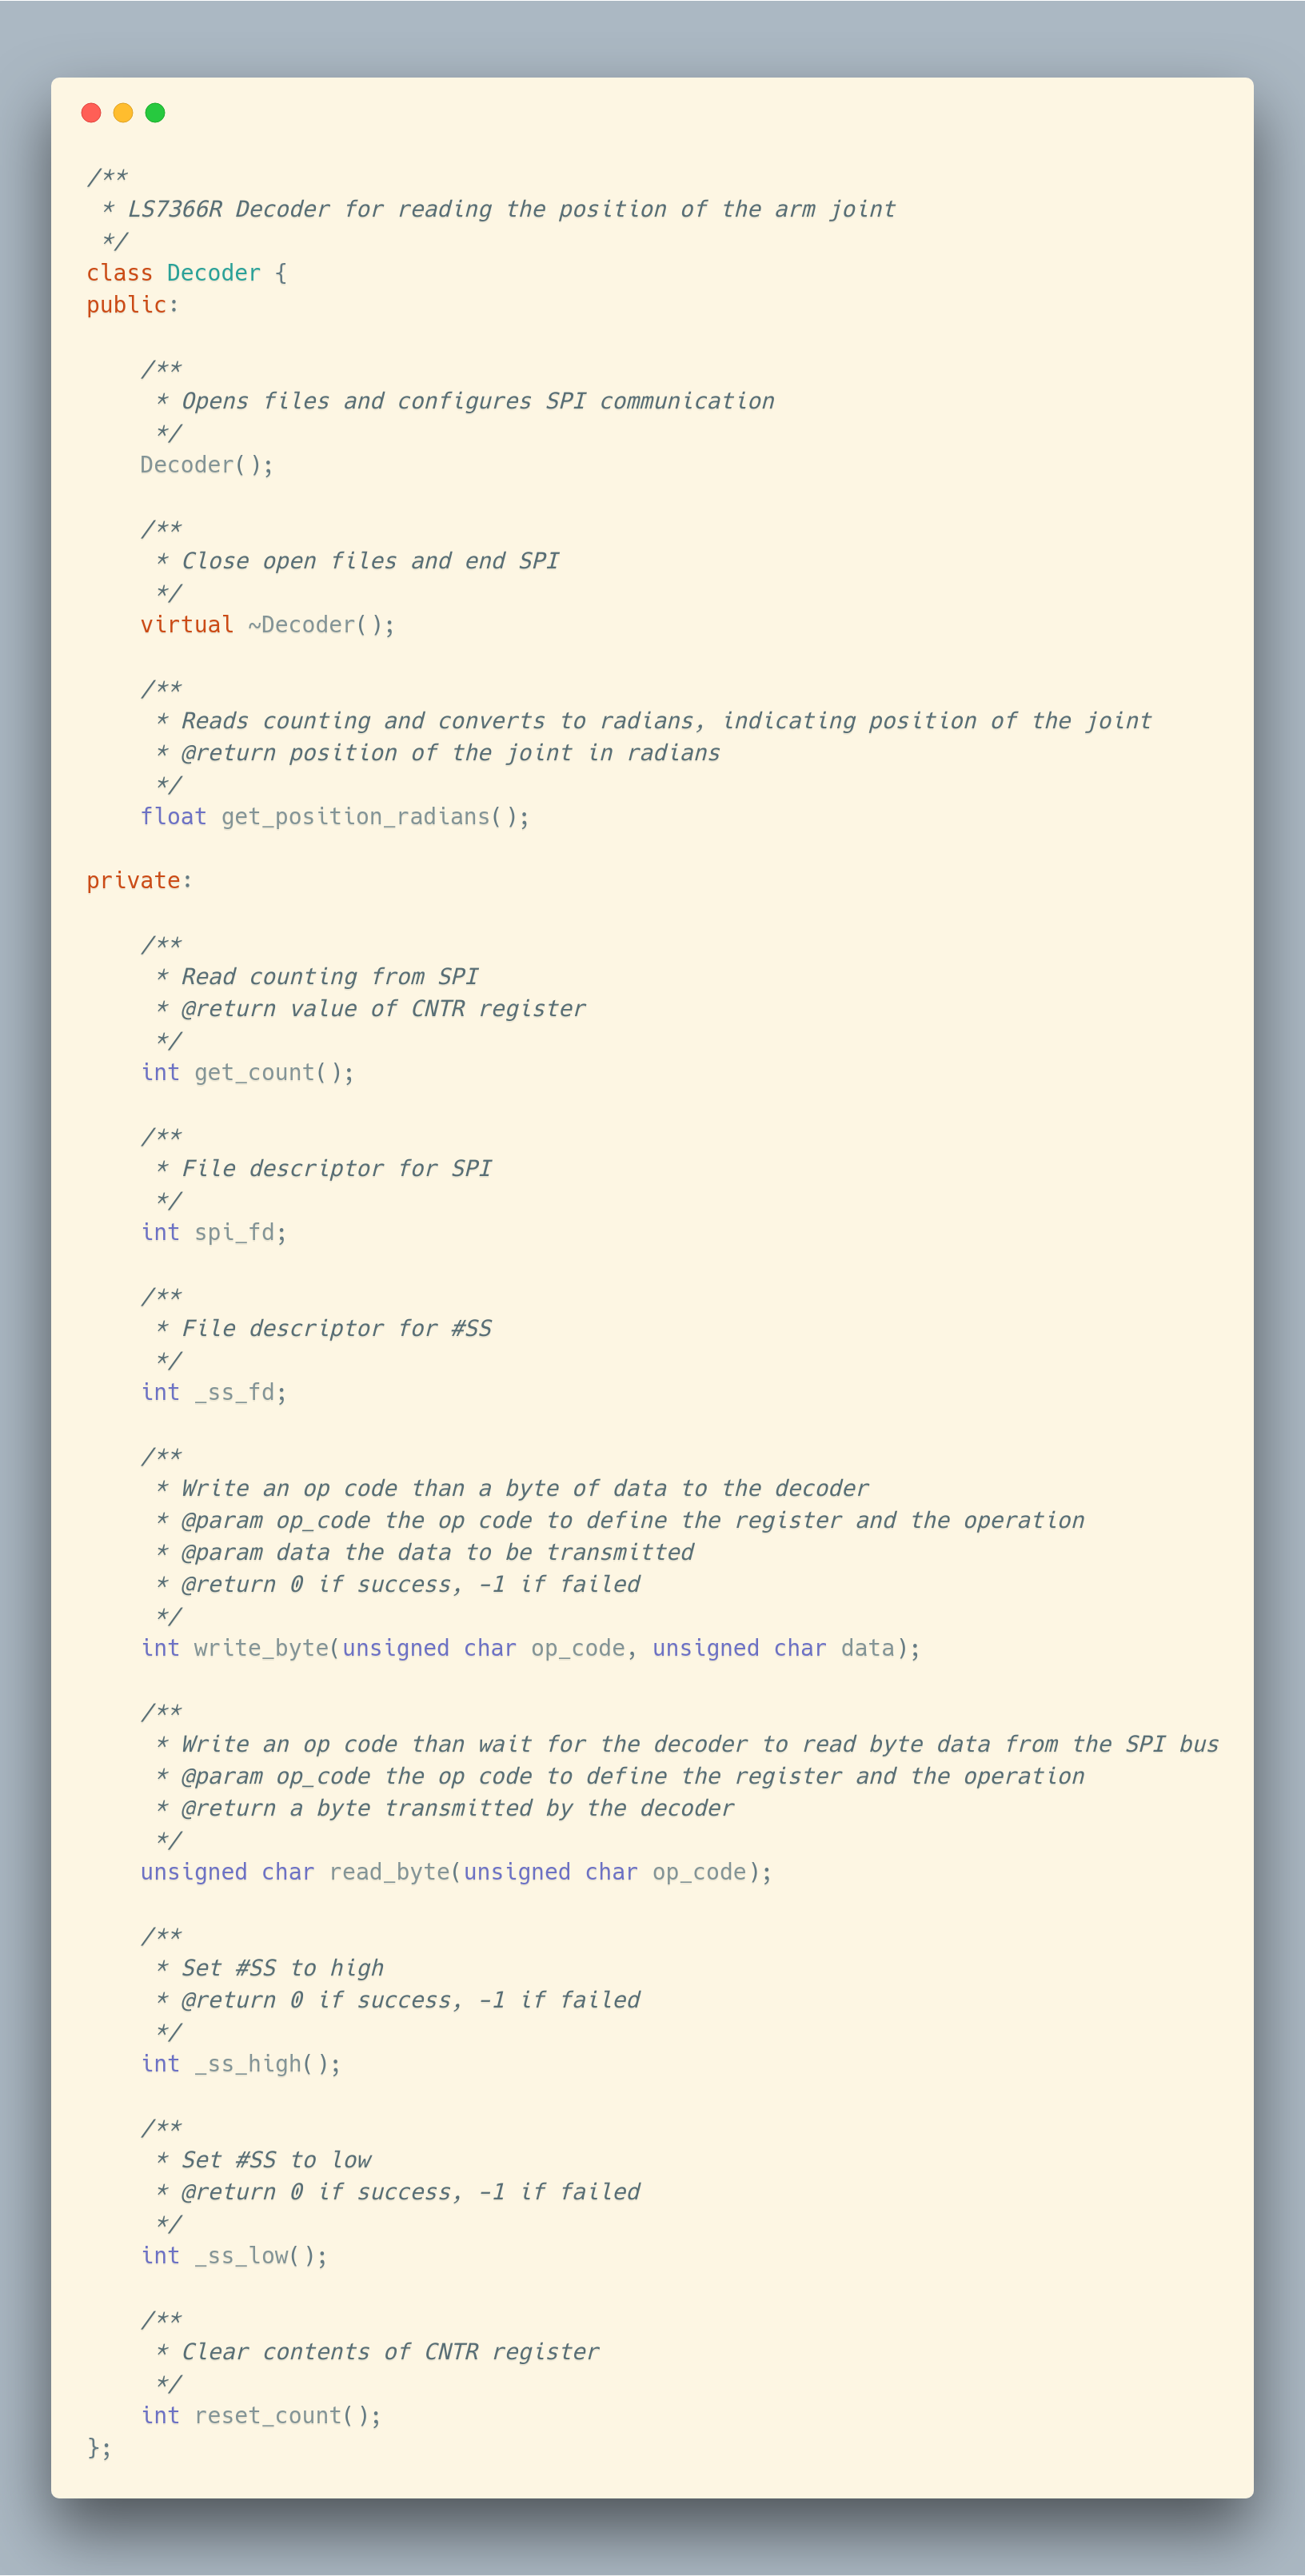 /**
 * LS7366R Decoder for reading the position of the arm joint
 */
class Decoder {
public:

    /**
     * Opens files and configures SPI communication
     */
    Decoder();

    /**
     * Close open files and end SPI
     */
    virtual ~Decoder();

    /**
     * Reads counting and converts to radians, indicating position of the joint
     * @return position of the joint in radians
     */
    float get_position_radians();

private:

    /**
     * Read counting from SPI
     * @return value of CNTR register
     */
    int get_count();

    /**
     * File descriptor for SPI
     */
    int spi_fd;

    /**
     * File descriptor for #SS
     */
    int _ss_fd;

    /**
     * Write an op code than a byte of data to the decoder
     * @param op_code the op code to define the register and the operation
     * @param data the data to be transmitted
     * @return 0 if success, -1 if failed
     */
    int write_byte(unsigned char op_code, unsigned char data);

    /**
     * Write an op code than wait for the decoder to read byte data from the SPI bus
     * @param op_code the op code to define the register and the operation
     * @return a byte transmitted by the decoder
     */
    unsigned char read_byte(unsigned char op_code);

    /**
     * Set #SS to high
     * @return 0 if success, -1 if failed
     */
    int _ss_high();

    /**
     * Set #SS to low
     * @return 0 if success, -1 if failed
     */
    int _ss_low();

    /**
     * Clear contents of CNTR register
     */
    int reset_count();
};